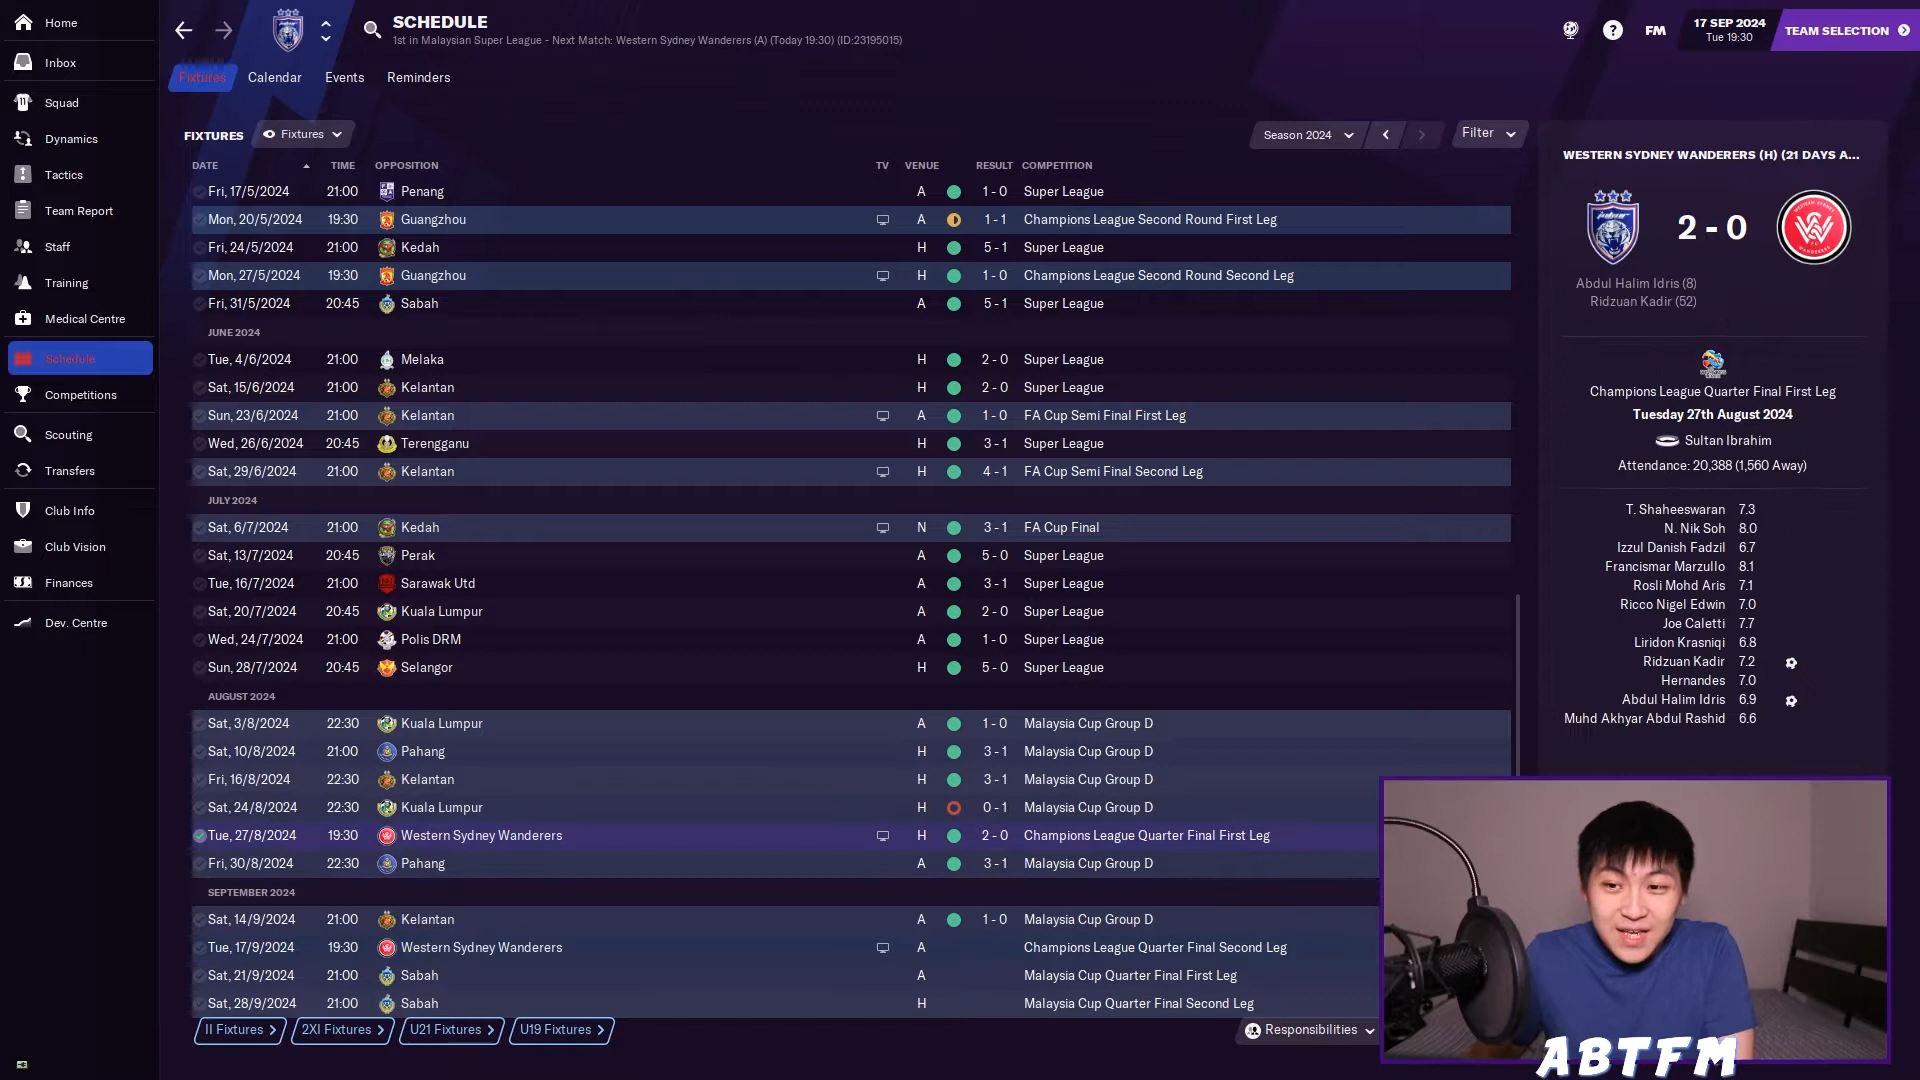 Home
Inbox
Squad
Dynamics
Tactics
Team Report
Staff
Training
Medical Centre
Schedule
Competitions
Scouting
Transfers
Club Info
Club Vision
Finances
Dev. Centre
SCHEDULE
1st in Malaysian Super League - Next Match: Western Sydney Wanderers (A) (Today 19:30) (ID:23195015)
FM
17 SEP 2024
Tue 19:30
TEAM SELECTION
Fixtures Calendar Events Reminders
FIXTURES Fixtures Season 2024 Filter
DATE TIME OPPOSITION TV VENUE RESULT COMPETITION
Fri, 17/5/2024 21:00 Penang A 1 - 0 Super League
Mon, 20/5/2024 19:30 Guangzhou A 1 - 1 Champions League Second Round First Leg
Fri, 24/5/2024 21:00 Kedah H 5 - 1 Super League
Mon, 27/5/2024 19:30 Guangzhou H 1 - 0 Champions League Second Round Second Leg
Fri, 31/5/2024 20:45 Sabah A 5 - 1 Super League
JUNE 2024
Tue, 4/6/2024 21:00 Melaka H 2 - 0 Super League
Sat, 15/6/2024 21:00 Kelantan H 2 - 0 Super League
Sun, 23/6/2024 21:00 Kelantan A 1 - 0 FA Cup Semi Final First Leg
Wed, 26/6/2024 20:45 Terengganu H 3 - 1 Super League
Sat, 29/6/2024 21:00 Kelantan H 4 - 1 FA Cup Semi Final Second Leg
JULY 2024
Sat, 6/7/2024 21:00 Kedah N 3 - 1 FA Cup Final
Sat, 13/7/2024 20:45 Perak A 5 - 0 Super League
Tue, 16/7/2024 21:00 Sarawak Utd A 3 - 1 Super League
Sat, 20/7/2024 20:45 Kuala Lumpur A 2 - 0 Super League
Wed, 24/7/2024 21:00 Polis DRM A 1 - 0 Super League
Sun, 28/7/2024 20:45 Selangor H 5 - 0 Super League
AUGUST 2024
Sat, 3/8/2024 22:30 Kuala Lumpur A 1 - 0 Malaysia Cup Group D
Sat, 10/8/2024 21:00 Pahang H 3 - 1 Malaysia Cup Group D
Fri, 16/8/2024 22:30 Kelantan H 3 - 1 Malaysia Cup Group D
Sat, 24/8/2024 22:30 Kuala Lumpur H 0 - 1 Malaysia Cup Group D
Tue, 27/8/2024 19:30 Western Sydney Wanderers H 2 - 0 Champions League Quarter Final First Leg
Fri, 30/8/2024 22:30 Pahang A 3 - 1 Malaysia Cup Group D
SEPTEMBER 2024
Sat, 14/9/2024 21:00 Kelantan A 1 - 0 Malaysia Cup Group D
Tue, 17/9/2024 19:30 Western Sydney Wanderers A Champions League Quarter Final Second Leg
Sat, 21/9/2024 21:00 Sabah A Malaysia Cup Quarter Final First Leg
Sat, 28/9/2024 21:00 Sabah H Malaysia Cup Quarter Final Second Leg
II Fixtures 2XI Fixtures U21 Fixtures U19 Fixtures Responsibilities
WESTERN SYDNEY WANDERERS (H) (21 DAYS A...
2 - 0
Abdul Halim Idris (8)
Ridzuan Kadir (52)
Champions League Quarter Final First Leg
Tuesday 27th August 2024
Sultan Ibrahim
Attendance: 20,388 (1,560 Away)
T. Shaheeswaran 7.3
N. Nik Soh 8.0
Izzul Danish Fadzil 6.7
Francismar Marzullo 8.1
Rosli Mohd Aris 7.1
Ricco Nigel Edwin 7.0
Joe Caletti 7.7
Liridon Krasniqi 6.8
Ridzuan Kadir 7.2
Hernandes 7.0
Abdul Halim Idris 6.9
Muhd Akhyar Abdul Rashid 6.6
ABTFM